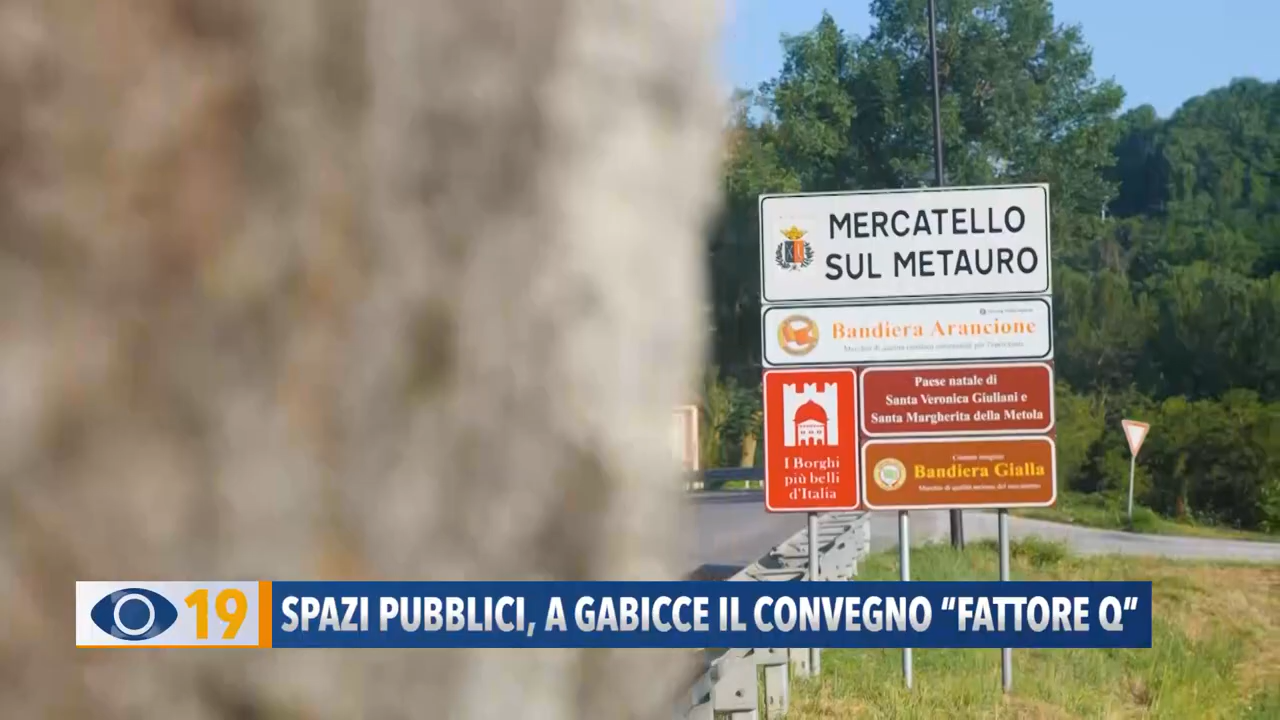 MERCATELLO
SUL METAURO
Bandiera Arancione
I Borghi
più belli
d'Italia
Paese natale di
Santa Veronica Giuliani e
Santa Margherita della Metola
Bandiera Gialla
19
SPAZI PUBBLICI, A GABICCE IL CONVEGNO “FATTORE Q”